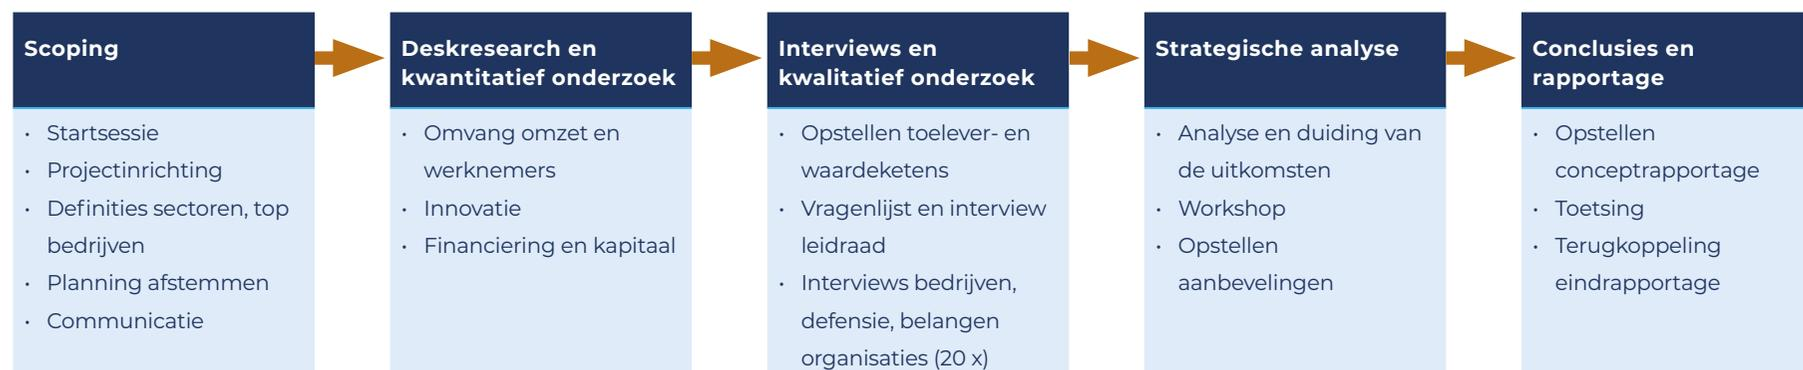 Scoping
• Startsessie
• Projectinrichting
• Definities sectoren, top
bedrijven
• Planning afstemmen
• Communicatie
Deskresearch en
kwantitatief onderzoek
• Omvang omzet en
werknemers
• Innovatie
• Financiering en kapitaal
Interviews en
kwalitatief onderzoek
• Opstellen toelever- en
waardeketens
• Vragenlijst en interview
leidraad
• Interviews bedrijven,
defensie, belangen
organisaties (20 x)
Strategische analyse
• Analyse en duiding van
de uitkomsten
• Workshop
• Opstellen
aanbevelingen
Conclusies en
rapportage
• Opstellen
conceptrapportage
• Toetsing
• Terugkoppeling
eindrapportage